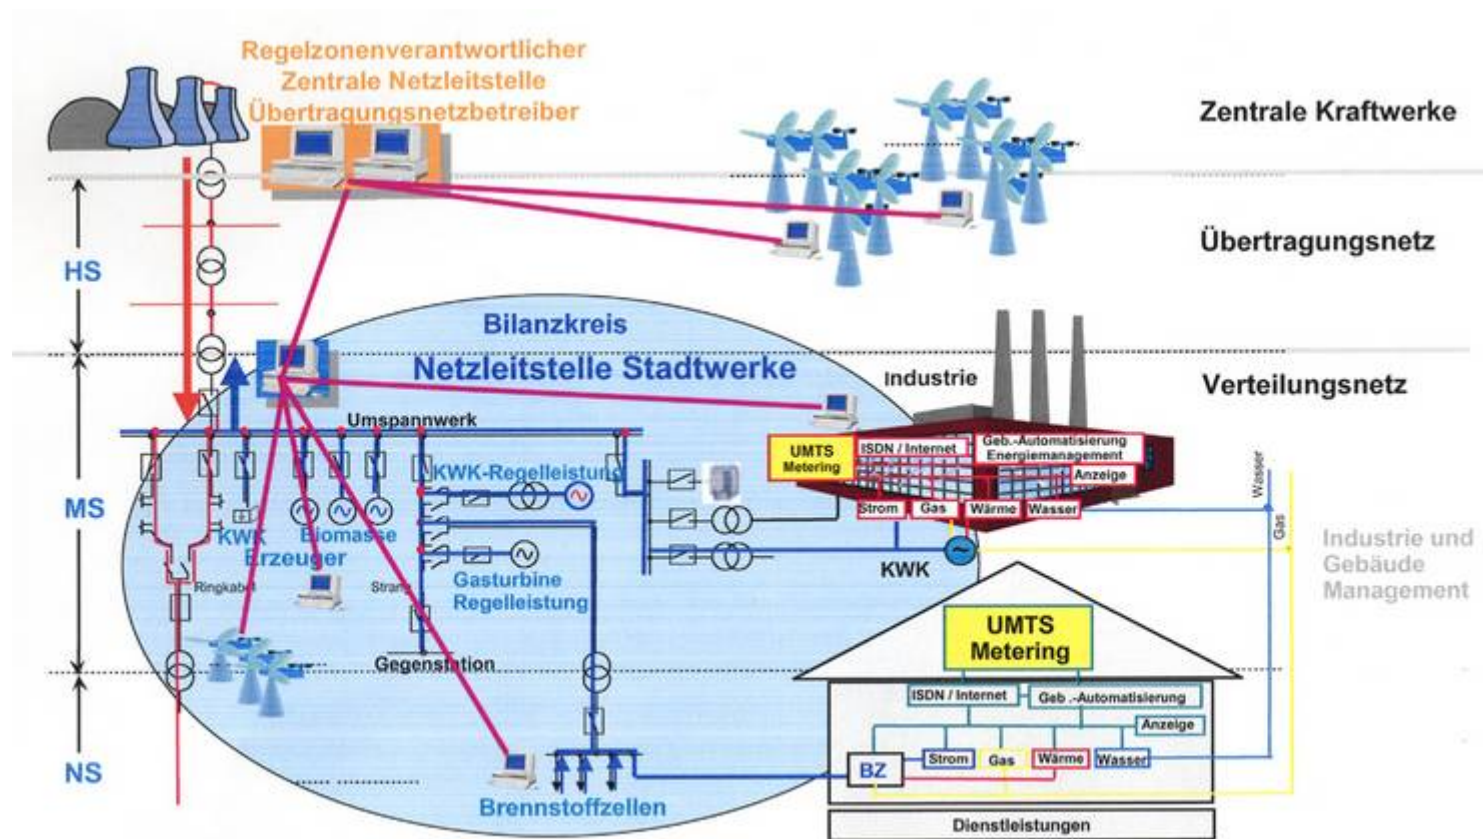 Regelzonenverantwortlicher
Zentrale Netzleitstelle
Übertragungsnetzbetreiber
Zentrale Kraftwerke
Übertragungsnetz
HS
Bilanzkreis
Netzleitstelle Stadtwerke
Industrie
Verteilungsnetz
Umspannwerk
UMTS
Metering
ISDN / Internet
Geb.-Automatisierung
Energiemanagement
Anzeige
Strom
Gas
Wärme
Wasser
Wasser
Gas
MS
KWK-Regelleistung
KWK
Biomasse
Erzeuger
Ringkabel
Strang
Gasturbine
Regelleistung
KWK
Industrie und
Gebäude
Management
Gegenstation
UMTS
Metering
ISDN / Internet
Geb .-Automatisierung
Anzeige
NS
BZ
Strom
Gas
Wärme
Wasser
Brennstoffzellen
Dienstleistungen